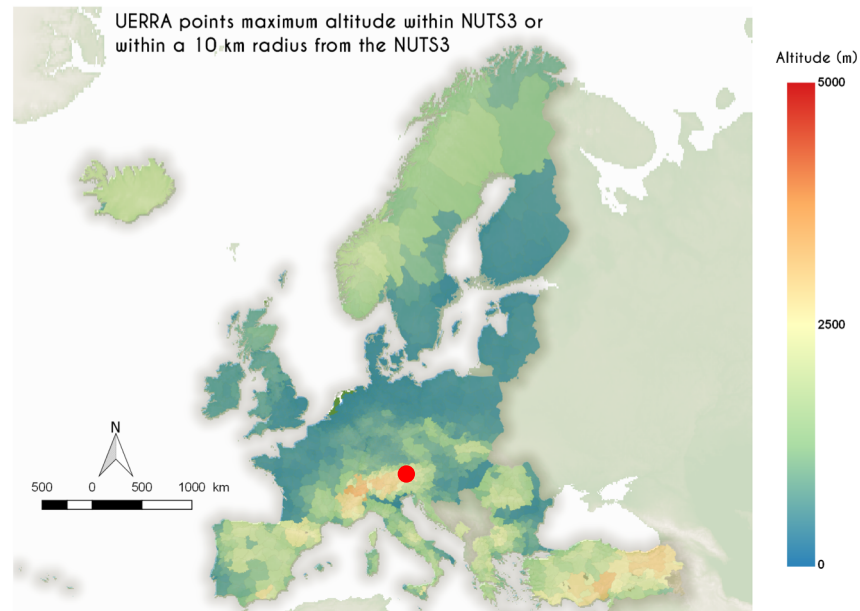 UERRA points maximum altitude within NUTS3 or
within a 10 km radius from the NUTS3
Altitude (m)
5000
2500
0
N
500 0 500 1000 km